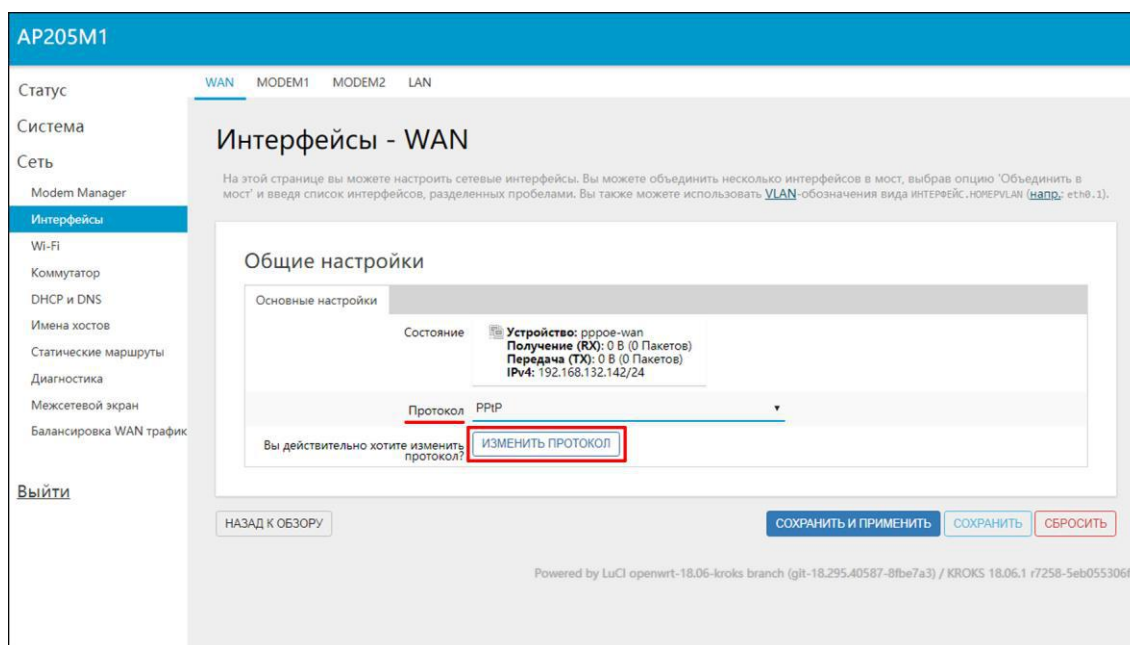 AP205M1
Статус
Система
Сеть
Modem Manager
Интерфейсы
Wi-Fi
Коммутатор
DHCP и DNS
Имена хостов
Статические маршруты
Диагностика
Межсетевой экран
Балансировка WAN трафик
Выйти
WAN MODEM1 MODEM2 LAN
Интерфейсы - WAN
На этой странице вы можете настроить сетевые интерфейсы. Вы можете объединить несколько интерфейсов в мост, выбрав опцию 'Объединить в
мост' и введя список интерфейсов, разделенных пробелами. Вы также можете использовать VLAN-обозначения вида ИНТЕРФЕЙС.НОМЕРVLAN (напр.: eth0.1).
Общие настройки
Основные настройки
Состояние
Устройство: pppoe-wan
Получение (RX): 0 B (0 Пакетов)
Передача (TX): 0 B (0 Пакетов)
IPv4: 192.168.132.142/24
Протокол PPtP
Вы действительно хотите изменить
протокол?
ИЗМЕНИТЬ ПРОТОКОЛ
НАЗАД К ОБЗОРУ СОХРАНИТЬ И ПРИМЕНИТЬ СОХРАНИТЬ СБРОСИТЬ
Powered by LuCI openwrt-18.06-kroks branch (git-18.295.40587-8fbe7a3) / KROKS 18.06.1 r7258-5eb055306f